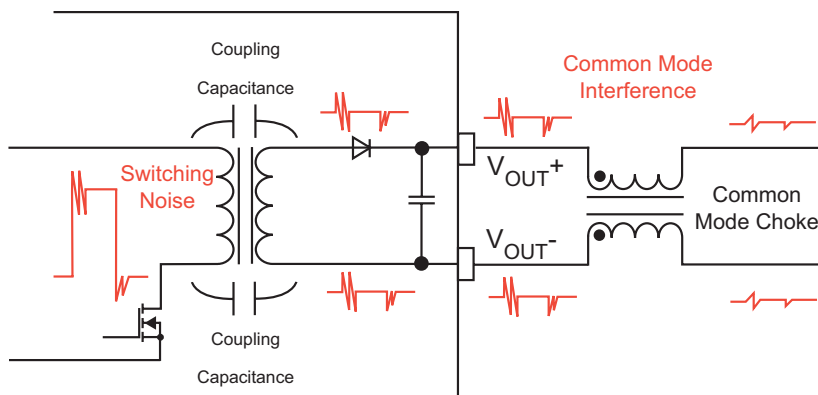 Coupling
Capacitance
Common Mode
Interference
Switching
Noise
VOUT+
Common
Mode Choke
VOUT-
Coupling
Capacitance